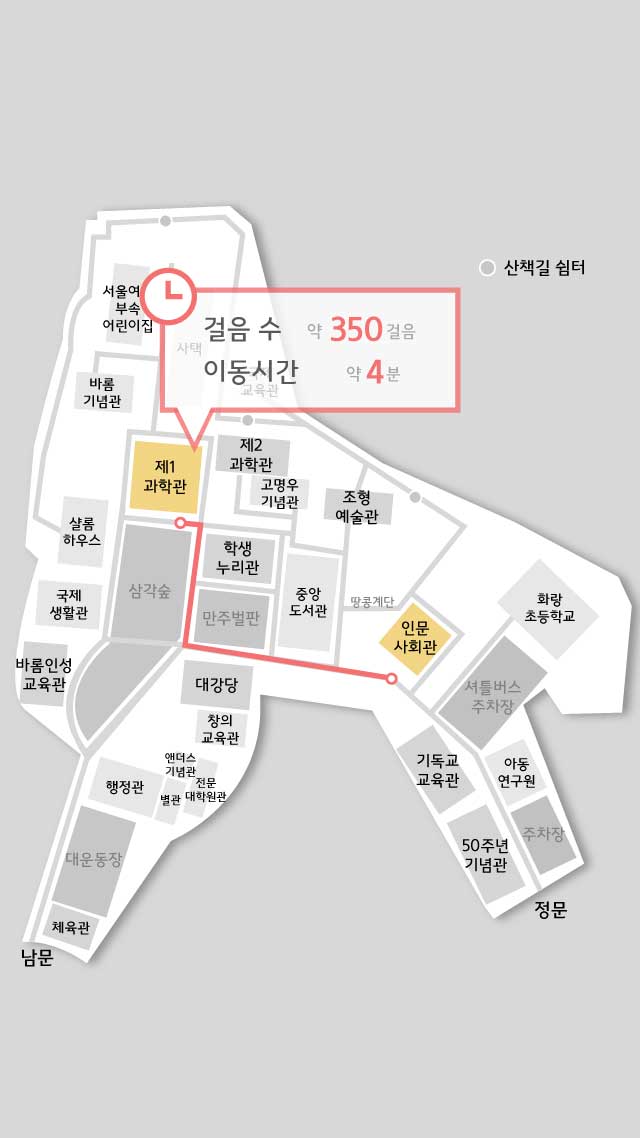 산책길 쉼터
서울여
부속
어린이집
사택
걸음 수 약 350 걸음
이동시간 약 4 분
교육관
바롬
기념관
제1
과학관
제2
과학관
고명우
기념관
조형
예술관
샬롬
하우스
학생
누리관
삼각숲
중앙
도서관
땅콩계단
국제
생활관
만주벌판
인문
사회관
화랑
초등학교
바롬인성
교육관
대강당
셔틀버스
주차장
창의
교육관
앤더스
기념관
기독교
교육관
아동
연구원
행정관
별관
전문
대학원관
50주년
기념관
주차장
대운동장
체육관
정문
남문